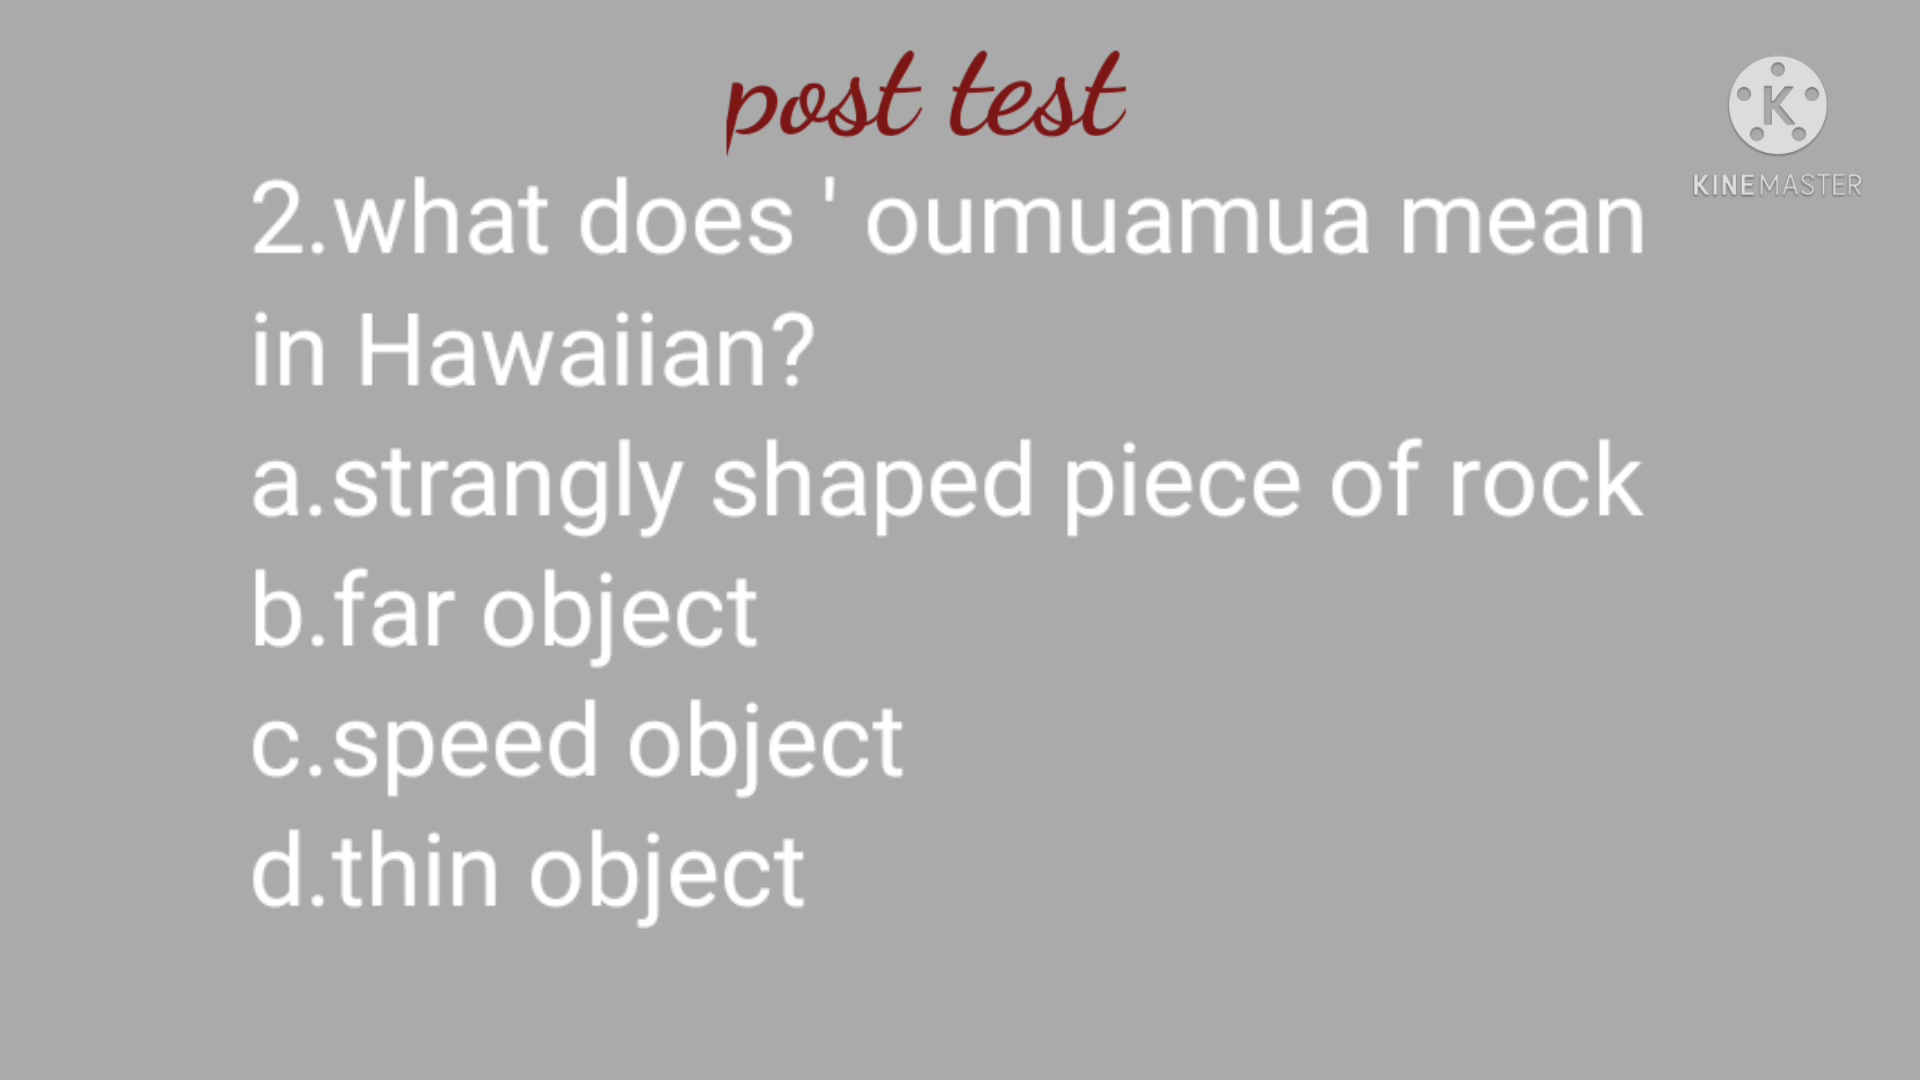 post test
KINEMASTER
2.what does ' oumuamua mean
in Hawaiian?
a.strangly shaped piece of rock
b.far object
c.speed object
d.thin object